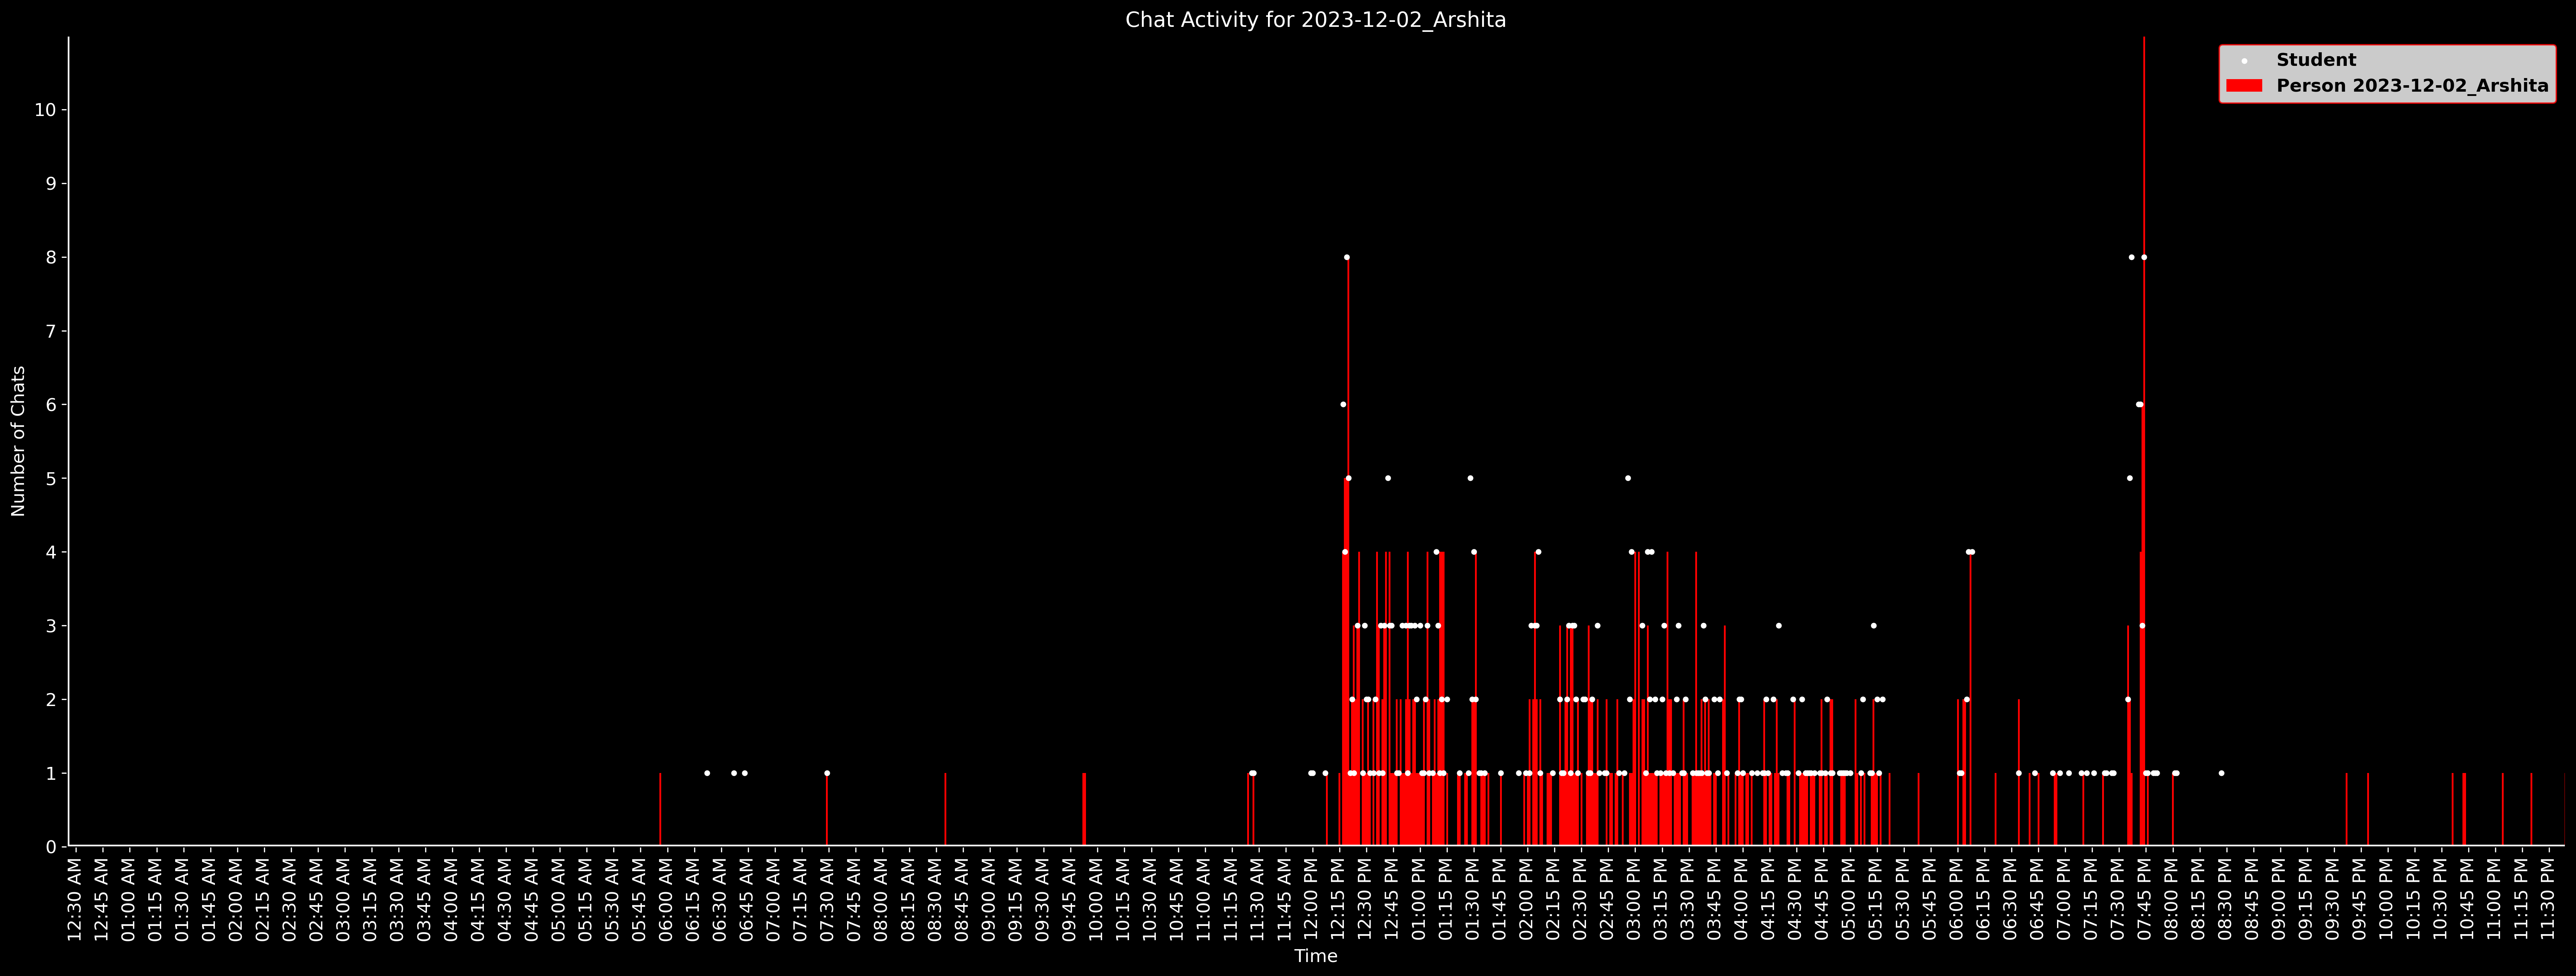 Chat Activity for 2023-12-02_Arshita
Student
Person 2023-12-02_Arshita
Number of Chats
10
9
8
7
6
5
4
3
2
1
0
12:30 AM
12:45 AM
01:00 AM
01:15 AM
01:30 AM
01:45 AM
02:00 AM
02:15 AM
02:30 AM
02:45 AM
03:00 AM
03:15 AM
03:30 AM
03:45 AM
04:00 AM
04:15 AM
04:30 AM
04:45 AM
05:00 AM
05:15 AM
05:30 AM
05:45 AM
06:00 AM
06:15 AM
06:30 AM
06:45 AM
07:00 AM
07:15 AM
07:30 AM
07:45 AM
08:00 AM
08:15 AM
08:30 AM
08:45 AM
09:00 AM
09:15 AM
09:30 AM
09:45 AM
10:00 AM
10:15 AM
10:30 AM
10:45 AM
11:00 AM
11:15 AM
11:30 AM
11:45 AM
12:00 PM
12:15 PM
12:30 PM
12:45 PM
01:00 PM
01:15 PM
01:30 PM
01:45 PM
02:00 PM
02:15 PM
02:30 PM
02:45 PM
03:00 PM
03:15 PM
03:30 PM
03:45 PM
04:00 PM
04:15 PM
04:30 PM
04:45 PM
05:00 PM
05:15 PM
05:30 PM
05:45 PM
06:00 PM
06:15 PM
06:30 PM
06:45 PM
07:00 PM
07:15 PM
07:30 PM
07:45 PM
08:00 PM
08:15 PM
08:30 PM
08:45 PM
09:00 PM
09:15 PM
09:30 PM
09:45 PM
10:00 PM
10:15 PM
10:30 PM
10:45 PM
11:00 PM
11:15 PM
11:30 PM
Time